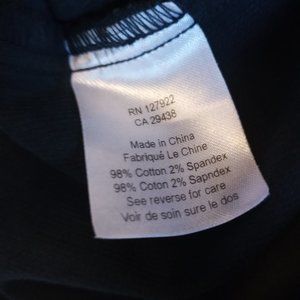 RN 127922
CA 29438
Made in China
Fabriqué Le Chine
98% Cotton 2% Spandex
98% Coton 2% Sapndex
See reverse for care
Voir de soin sure le dos